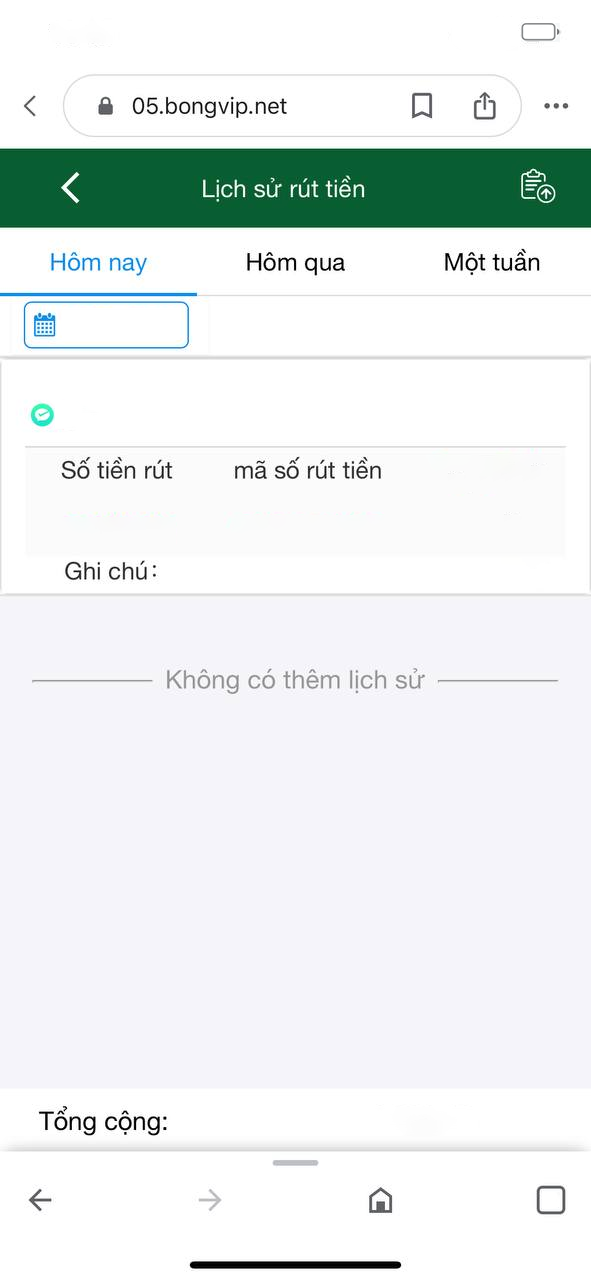 05.bongvip.net
Lịch sử rút tiền
Hôm nay Hôm qua Một tuần
Số tiền rút mã số rút tiền
Ghi chú:
Không có thêm lịch sử
Tổng cộng: